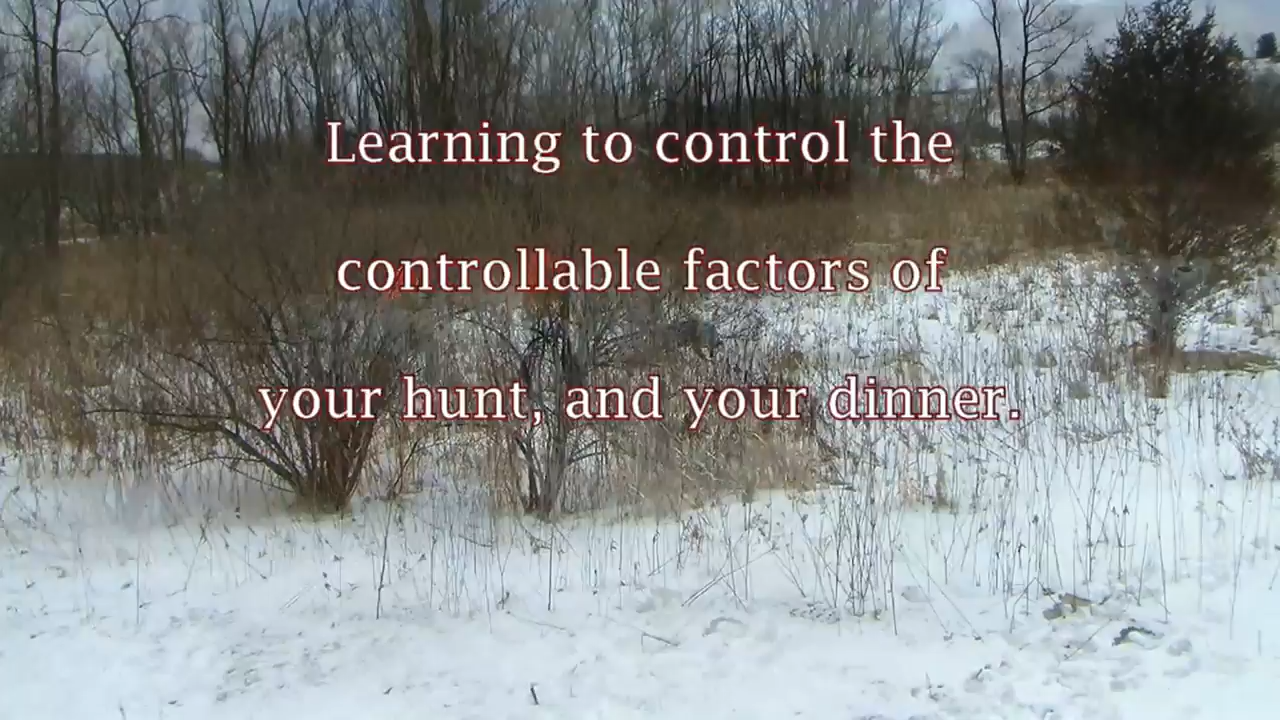 Learning to control the
controllable factors of
your hunt, and your dinner.